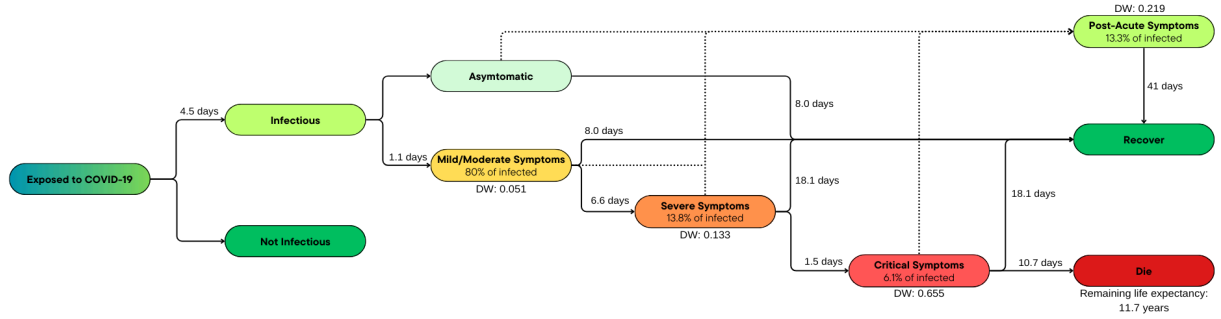 DW: 0.219
Post-Acute Symptoms
13.3% of infected
Asymtomatic
41 days
4.5 days
8.0 days
Infectious
8.0 days
Recover
1.1 days
Mild/Moderate Symptoms
80% of infected
DW: 0.051
Exposed to COVID-19
18.1 days
18.1 days
6.6 days
Severe Symptoms
13.8% of infected
DW: 0.133
Not Infectious
1.5 days
Critical Symptoms
6.1% of infected
DW: 0.655
10.7 days
Die
Remaining life expectancy:
11.7 years